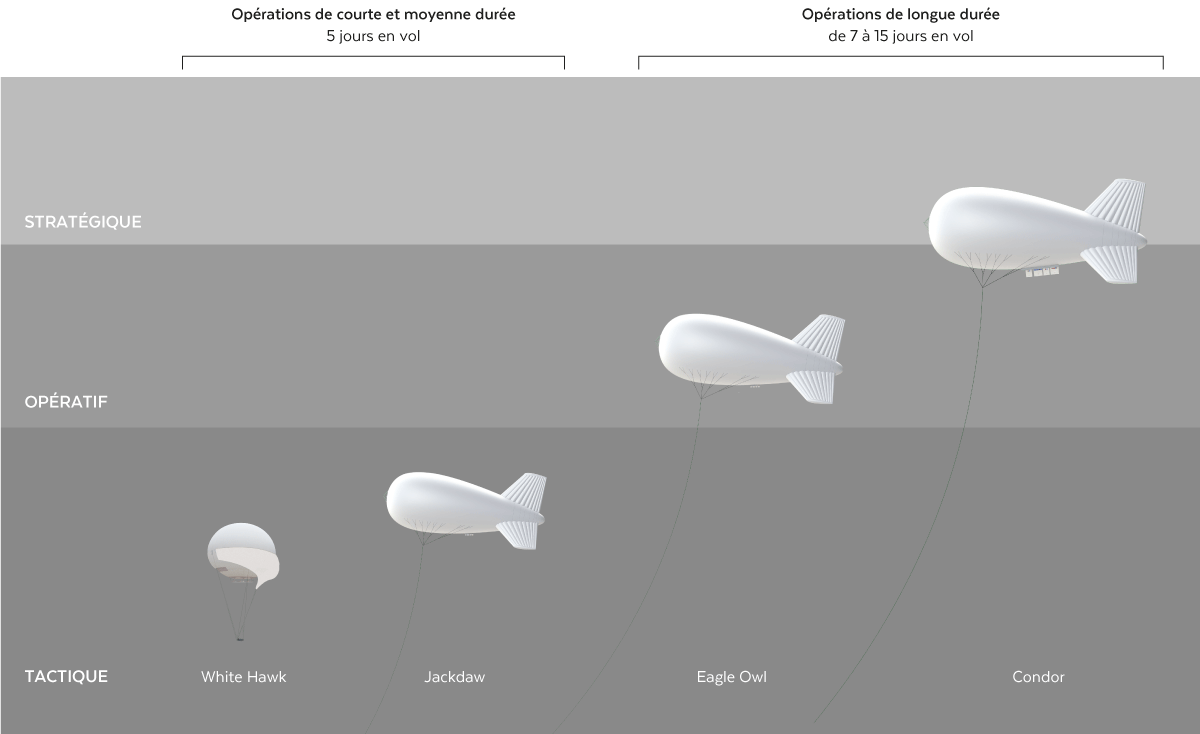 Opérations de courte et moyenne durée
5 jours en vol
Opérations de longue durée
de 7 à 15 jours en vol
STRATÉGIQUE
OPÉRATIF
TACTIQUE
White Hawk
Jackdaw
Eagle Owl
Condor